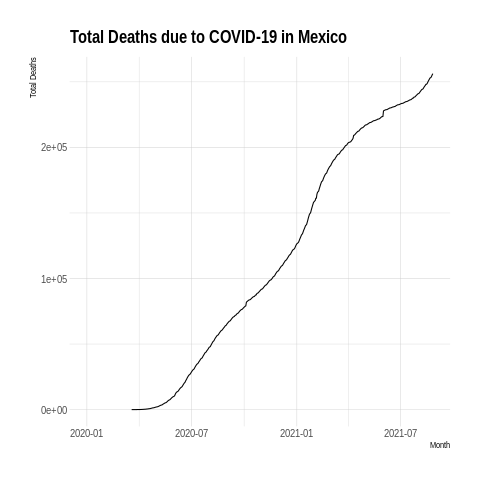 Total Deaths due to COVID-19 in Mexico
Total Deaths
2e+05
1e+05
0e+00
2020-01 2020-07 2021-01 2021-07
Month